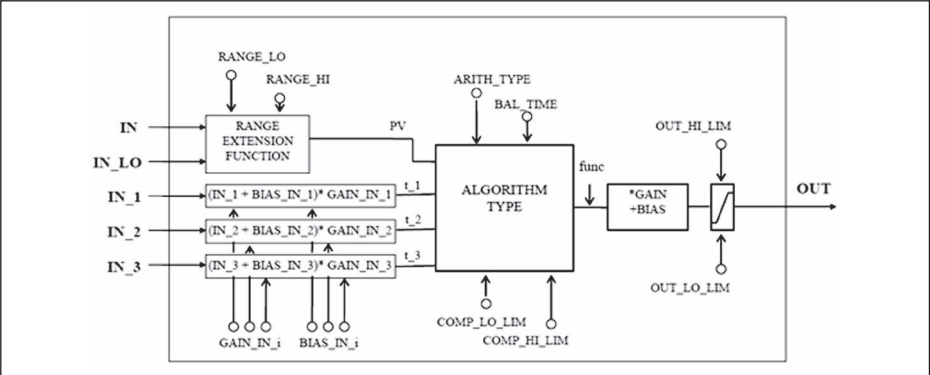 RANGE_LO
RANGE_HI
ARITH_TYPE
BAL_TIME
OUT_HI_LIM
IN
IN_LO
RANGE
EXTENSION
FUNCTION
PV
func
IN_1
(IN_1 + BIAS_IN_1)* GAIN_IN_1
t_1
ALGORITHM
TYPE
*GAIN
+BIAS
OUT
IN_2
(IN_2 + BIAS_IN_2)* GAIN_IN_2
t_2
IN_3
(IN_3 + BIAS_IN_3)* GAIN_IN_3
t_3
OUT_LO_LIM
COMP_LO_LIM
COMP_HI_LIM
GAIN_IN_i
BIAS_IN_i